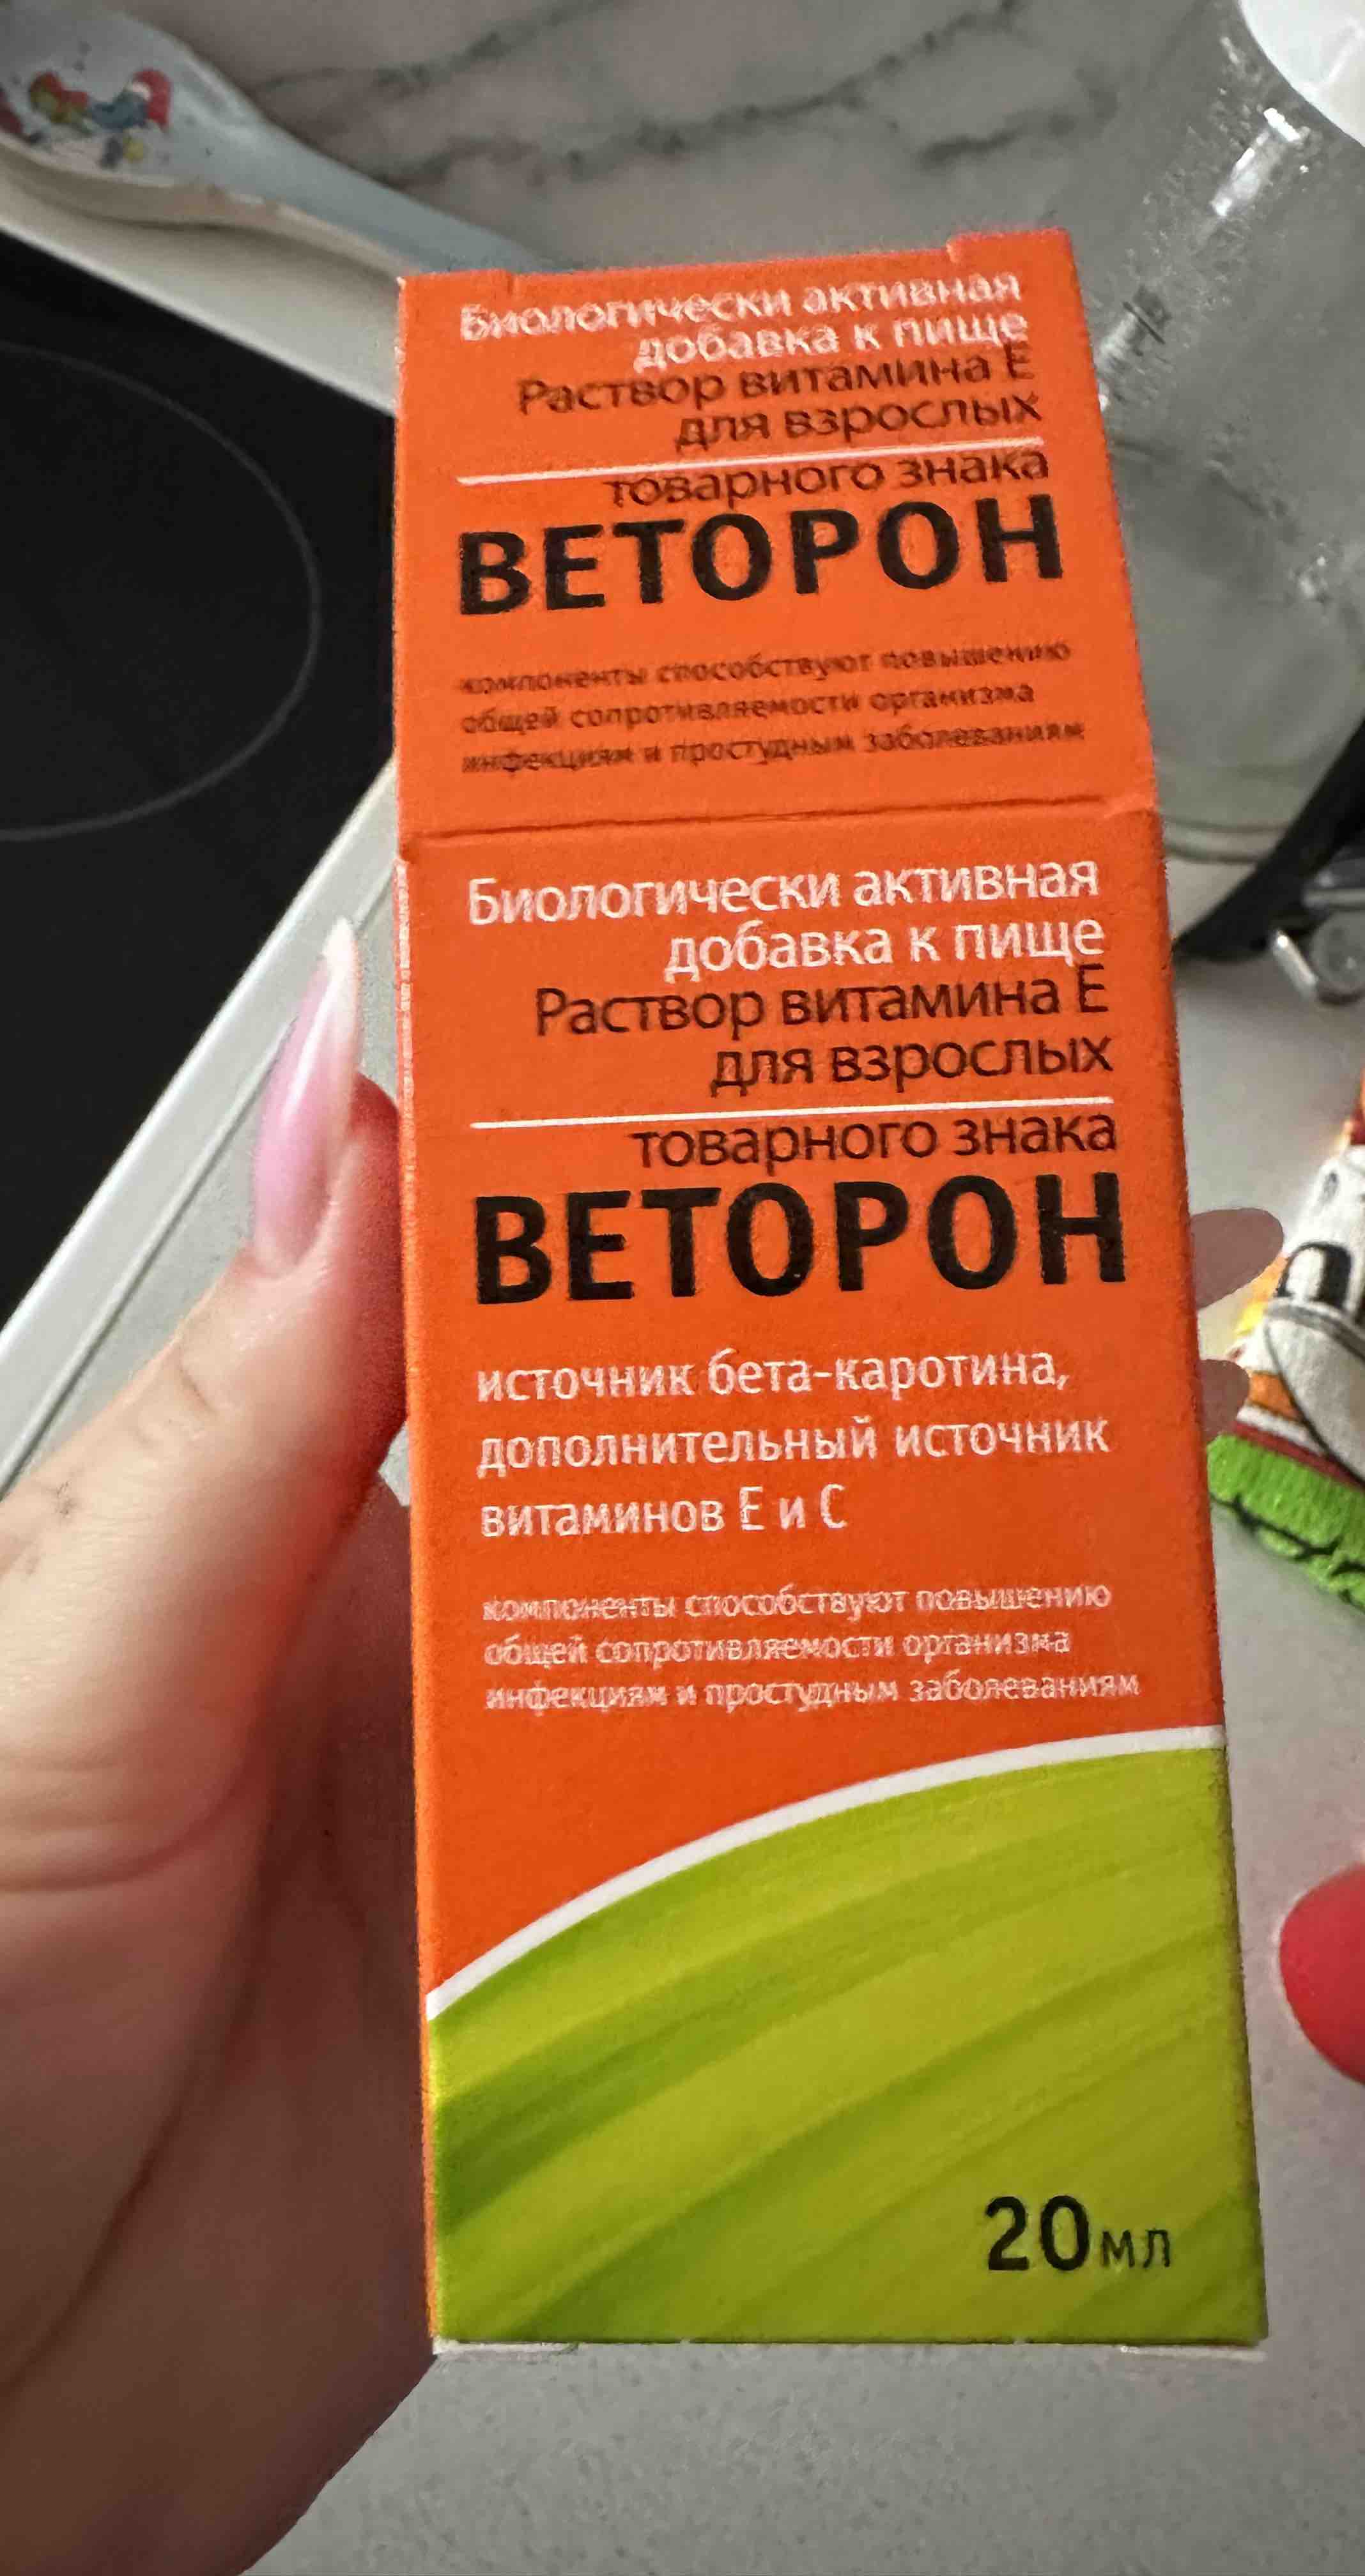 Биологически активная
добавка к пище
Раствор витамина Е
для взрослых
товарного знака
ВЕТОРОН
компоненты способствуют повышению
общей сопротивляемости организма
инфекциям и простудным заболеваниям
Биологически активная
добавка к пище
Раствор витамина Е
для взрослых
товарного знака
ВЕТОРОН
источник бета-каротина,
дополнительный источник
витаминов Е и С
компоненты способствуют повышению
общей сопротивляемости организма
инфекциям и простудным заболеваниям
20мл